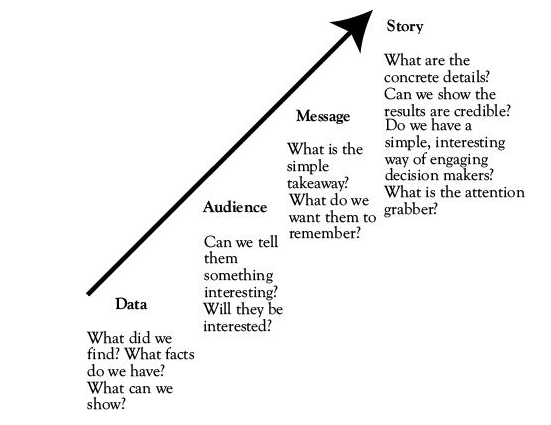 Story
What are the
concrete details?
Can we show the
results are credible?
Do we have a
simple, interesting
way of engaging
decision makers?
What is the attention
grabber?
Message
What is the
simple
takeaway?
What do we
want them to
remember?
Audience
Can we tell
them
something
interesting?
Will they be
interested?
Data
What did we
find? What facts
do we have?
What can we
show?